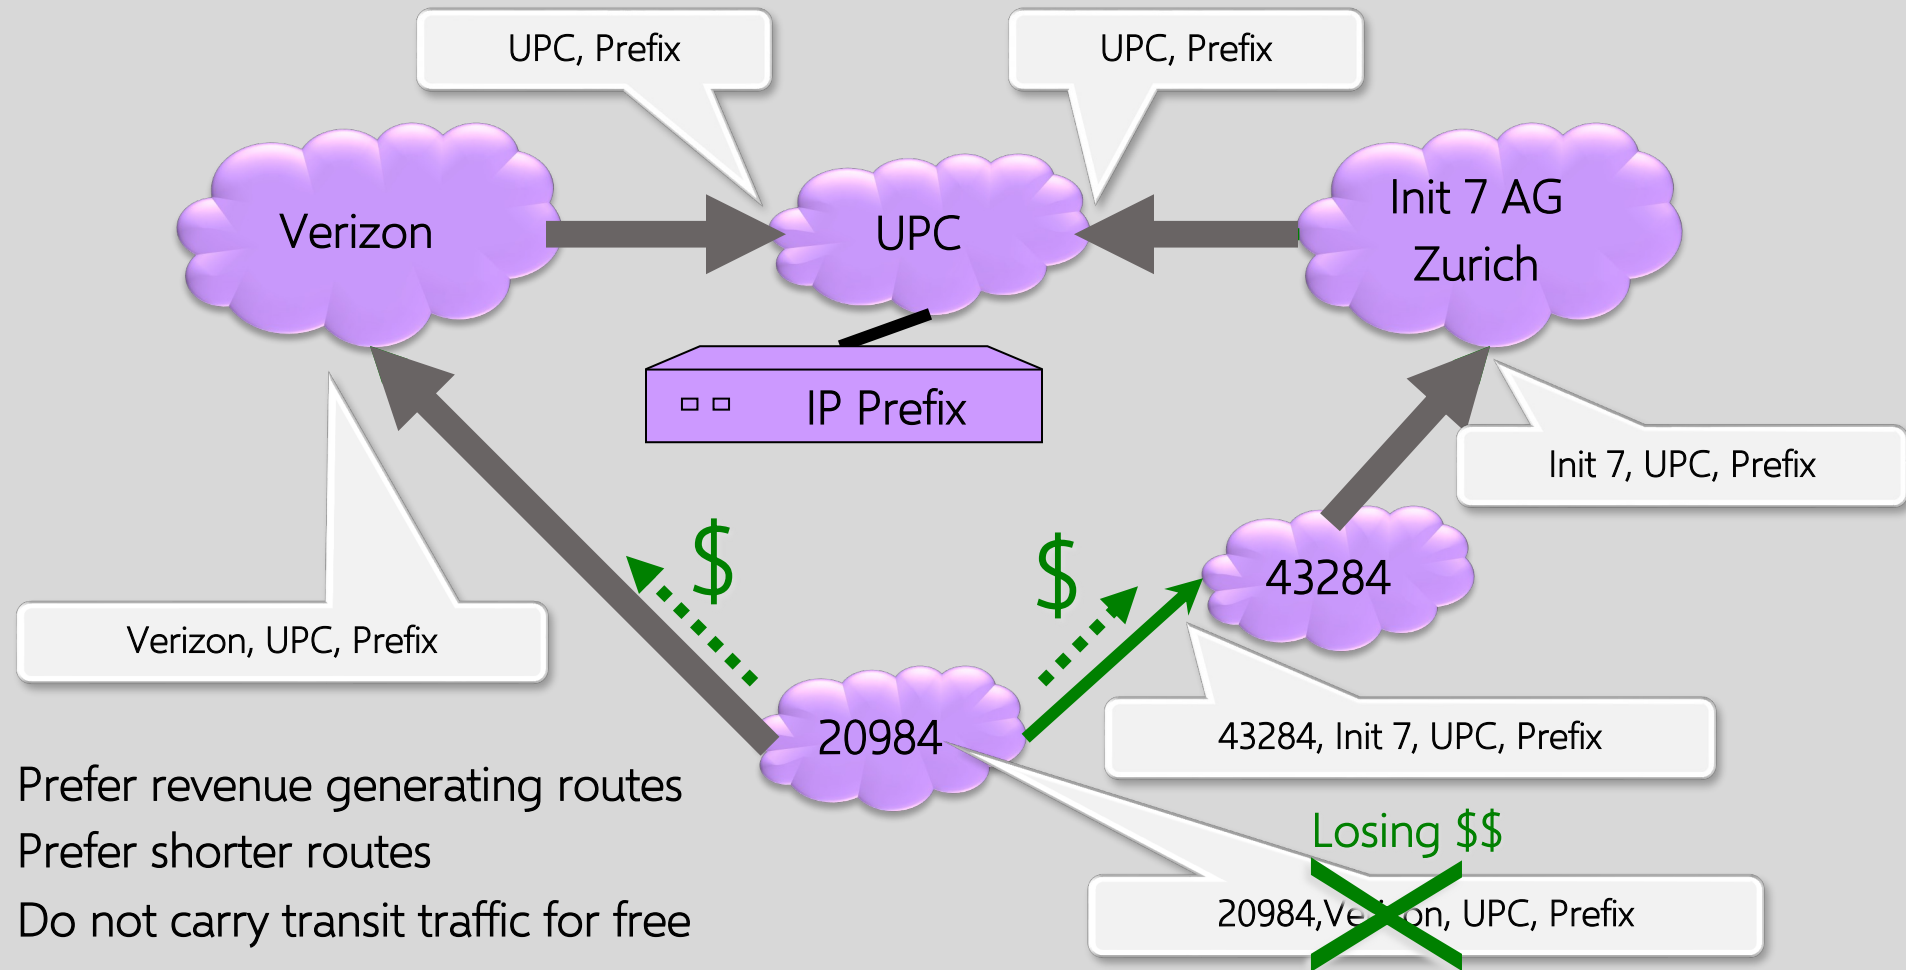 UPC, Prefix
UPC, Prefix
Verizon
UPC
Init 7 AG
Zurich
IP Prefix
Init 7, UPC, Prefix
$
$
43284
Verizon, UPC, Prefix
20984
43284, Init 7, UPC, Prefix
Prefer revenue generating routes
Prefer shorter routes
Do not carry transit traffic for free
Losing $$
20984,Verizon, UPC, Prefix